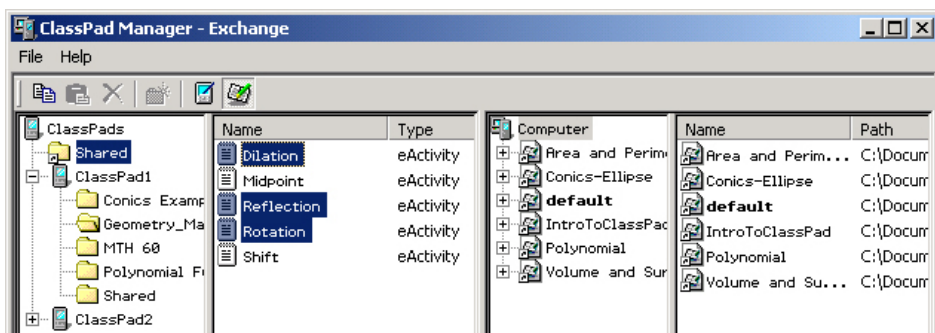 ClassPad Manager - Exchange
File Help
ClassPads
Shared
ClassPad1
Conics Examp
Geometry_Ma
MTH 60
Polynomial Fu
Shared
ClassPad2
Name Type
Dilation eActivity
Midpoint eActivity
Reflection eActivity
Rotation eActivity
Shift eActivity
Computer
Area and Perim
Conics-Ellipse
default
IntroToClassPad
Polynomial
Volume and Sur
Name Path
Area and Perim... C:\Docum
Conics-Ellipse C:\Docum
default C:\Docum
IntroToClassPad C:\Docum
Polynomial C:\Docum
Volume and Su... C:\Docum